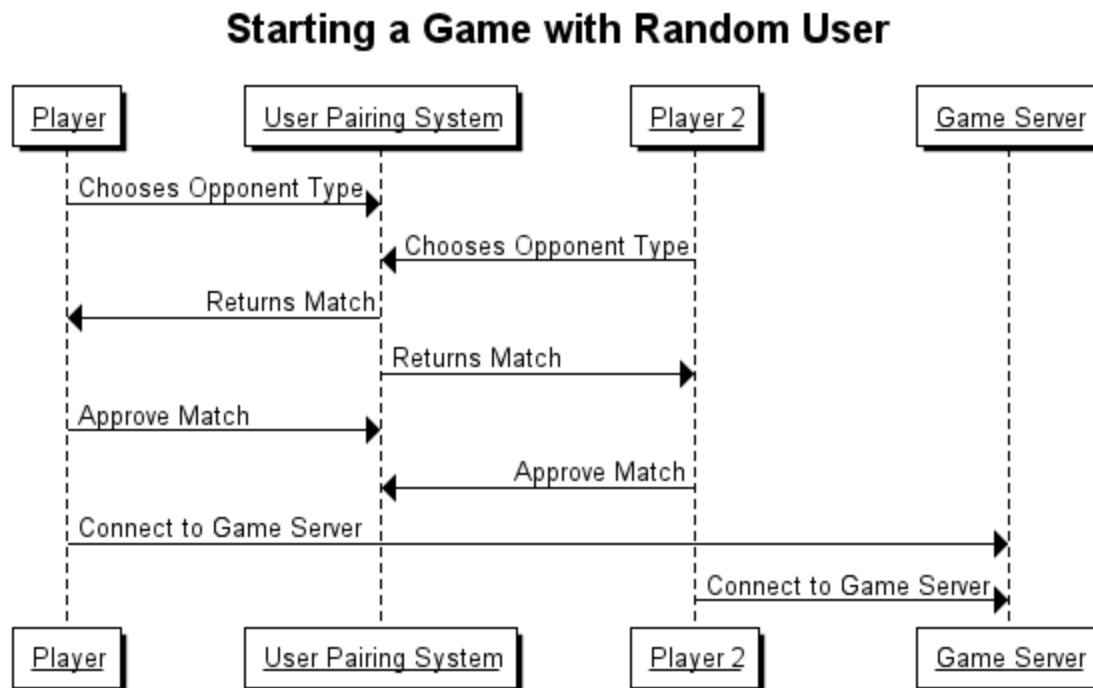 Starting a Game with Random User
Player
User Pairing System
Player 2
Game Server
Chooses Opponent Type
Chooses Opponent Type
Returns Match
Returns Match
Approve Match
Approve Match
Connect to Game Server
Connect to Game Server
Player
User Pairing System
Player 2
Game Server